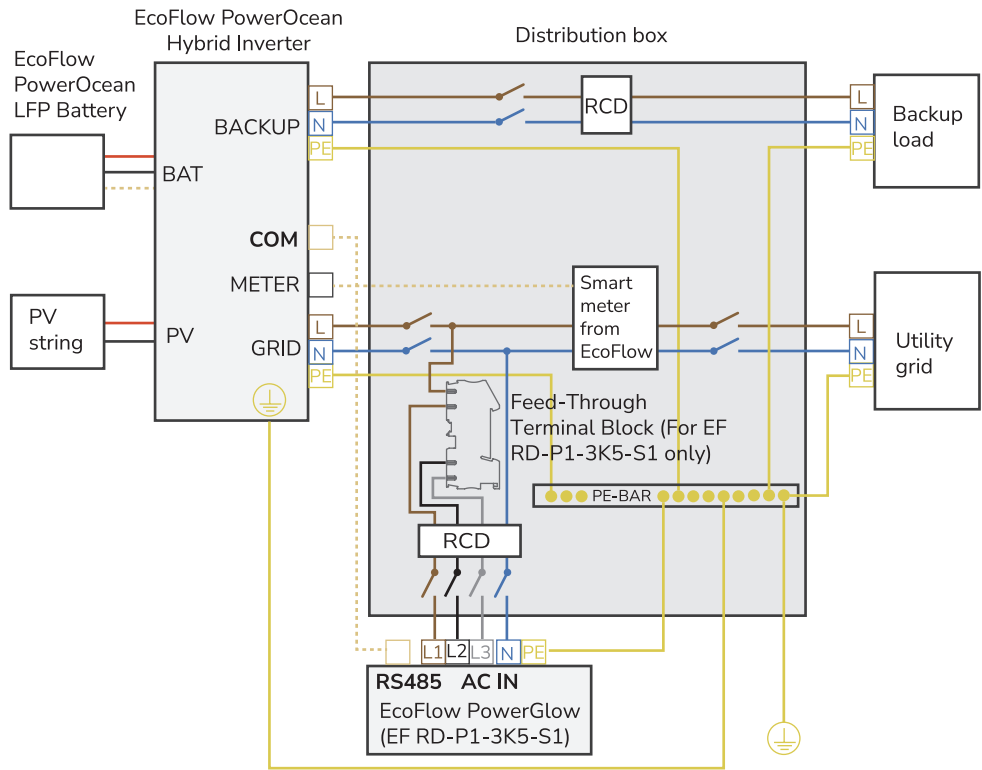 EcoFlow PowerOcean
Hybrid Inverter
Distribution box
EcoFlow
PowerOcean
LFP Battery
BACKUP
L
N
PE
RCD
L
N
PE
Backup
load
BAT
COM
METER
Smart
meter
from
EcoFlow
PV
string
PV
GRID
L
N
PE
L
N
PE
Utility
grid
Feed-Through
Terminal Block (For EF
RD-P1-3K5-S1 only)
PE-BAR
RCD
L1
L2
L3
N
PE
RS485 AC IN
EcoFlow PowerGlow
(EF RD-P1-3K5-S1)